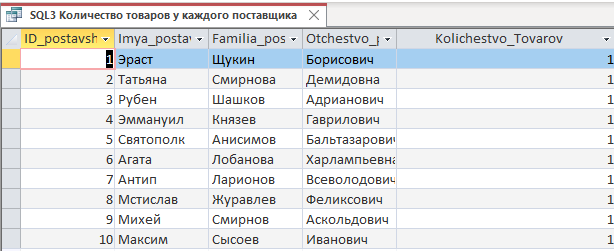 SQL3 Количество товаров у каждого поставщика
ID_postavsh Imya_postav Familia_pos Otchestvo_p Kolichestvo_Tovarov
1 Эраст Щукин Борисович 1
2 Татьяна Смирнова Демидовна 1
3 Рубен Шашков Адрианович 1
4 Эммануил Князев Гаврилович 1
5 Святополк Анисимов Бальтазарович 1
6 Агата Лобанова Харлампьевна 1
7 Антип Ларионов Всеволодович 1
8 Мстислав Журавлев Феликсович 1
9 Михей Смирнов Аскольдович 1
10 Максим Сысоев Иванович 1